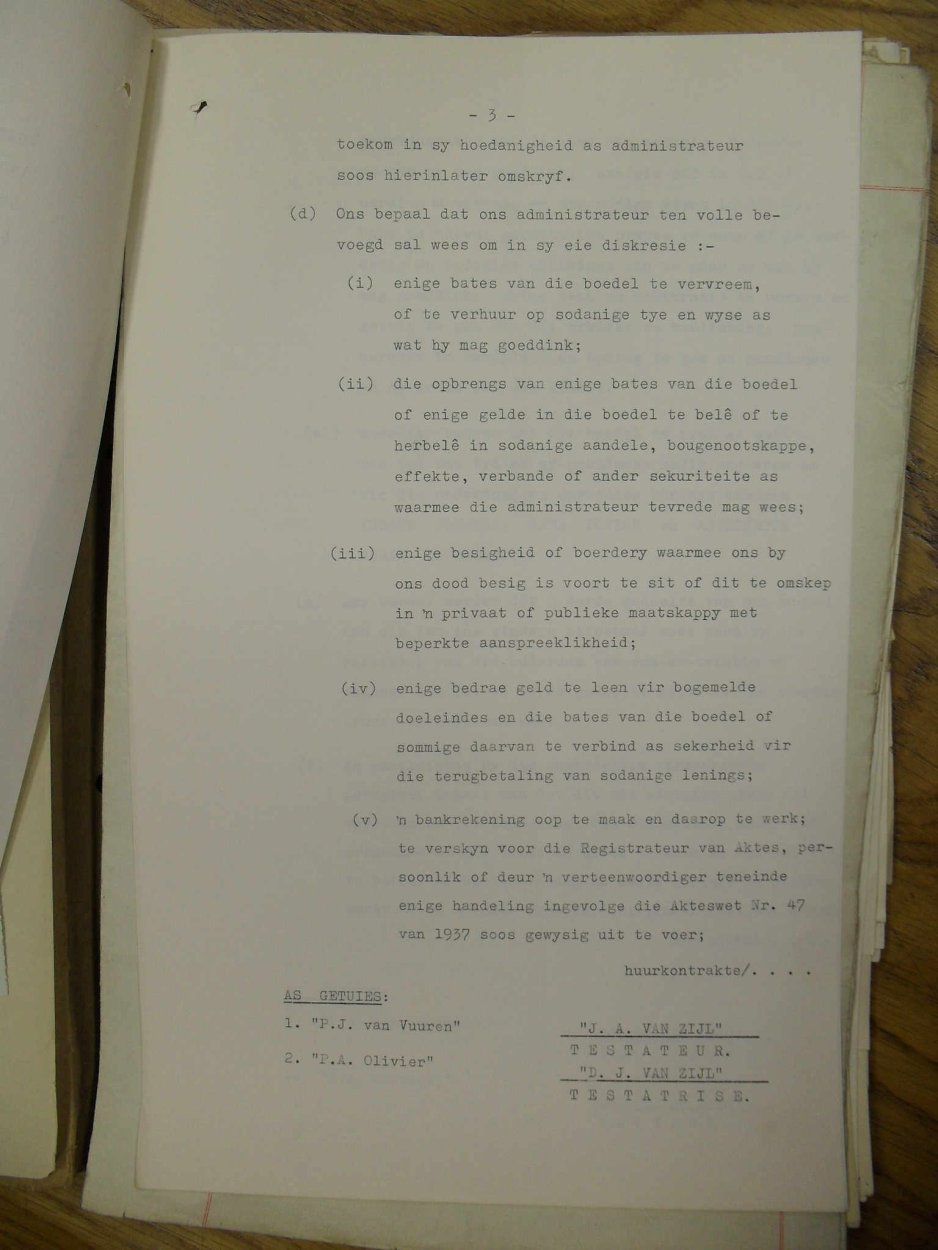 - 3 -
toekom in sy hoedanigheid as administrateur
soos hierinlater omskryf.
(d) Ons bepaal dat ons administrateur ten volle be-
voegd sal wees om in sy eie diskresie :-
(i) enige bates van die boedel te vervreem,
of te verhuur op sodanige tye en wyse as
wat hy mag goeddink;
(ii) die opbrengs van enige bates van die boedel
of enige gelde in die boedel te belê of te
herbelê in sodanige aandele, bougenootskappe,
effekte, verbande of ander sekuriteite as
waarmee die administrateur tevrede mag wees;
(iii) enige besigheid of boerdery waarmee ons by
ons dood besig is voort te sit of dit te omskep
in 'n privaat of publieke maatskappy met
beperkte aanspreeklikheid;
(iv) enige bedrae geld te leen vir bogemelde
doeleindes en die bates van die boedel of
sommige daarvan te verbind as sekerheid vir
die terugbetaling van sodanige lenings;
(v) 'n bankrekening oop te maak en daarop te werk;
te verskyn voor die Registrateur van Aktes, per-
soonlik of deur 'n verteenwoordiger teneinde
enige handeling ingevolge die Akteswet Nr. 47
van 1937 soos gewysig uit te voer;
huurkontrakte/. . . .
AS GETUIES:
1. "P.J. van Vuuren"
2. "P.A. Olivier"
"J. A. VAN ZIJL"
T E S T A T E U R.
"D. J. VAN ZIJL"
T E S T A T R I S E.